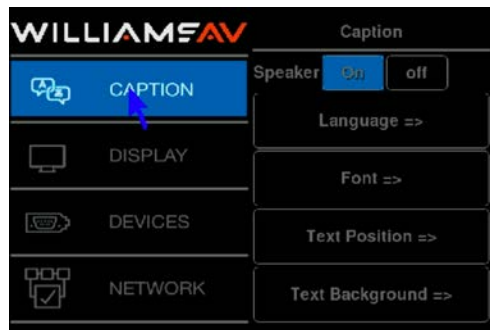 WILLIAMSAV
CAPTION
DISPLAY
DEVICES
NETWORK
Caption
Speaker On off
Language =>
Font =>
Text Position =>
Text Background =>